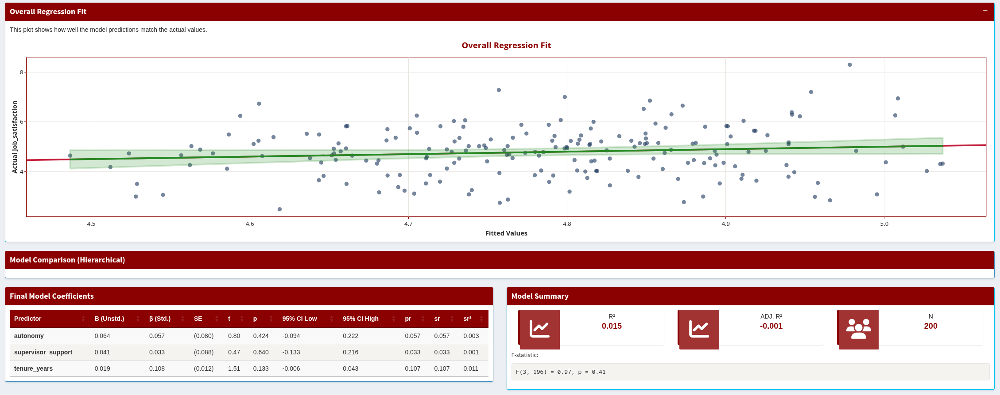 Overall Regression Fit
This plot shows how well the model predictions match the actual values.
Overall Regression Fit
Actual job_satisfaction
8
6
4
4.5 4.6 4.7 4.8 4.9 5.0
Fitted Values
Model Comparison (Hierarchical)
Final Model Coefficients
Predictor B (Unstd.) β (Std.) SE t p 95% CI Low 95% CI High pr sr sr²
autonomy 0.064 0.057 (0.080) 0.80 0.424 -0.094 0.222 0.057 0.057 0.003
supervisor_support 0.041 0.033 (0.088) 0.47 0.640 -0.133 0.216 0.033 0.033 0.001
tenure_years 0.019 0.108 (0.012) 1.51 0.133 -0.006 0.043 0.107 0.107 0.011
Model Summary
R²
0.015
ADJ. R²
-0.001
N
200
F-statistic:
F(3, 196) = 0.97, p = 0.41